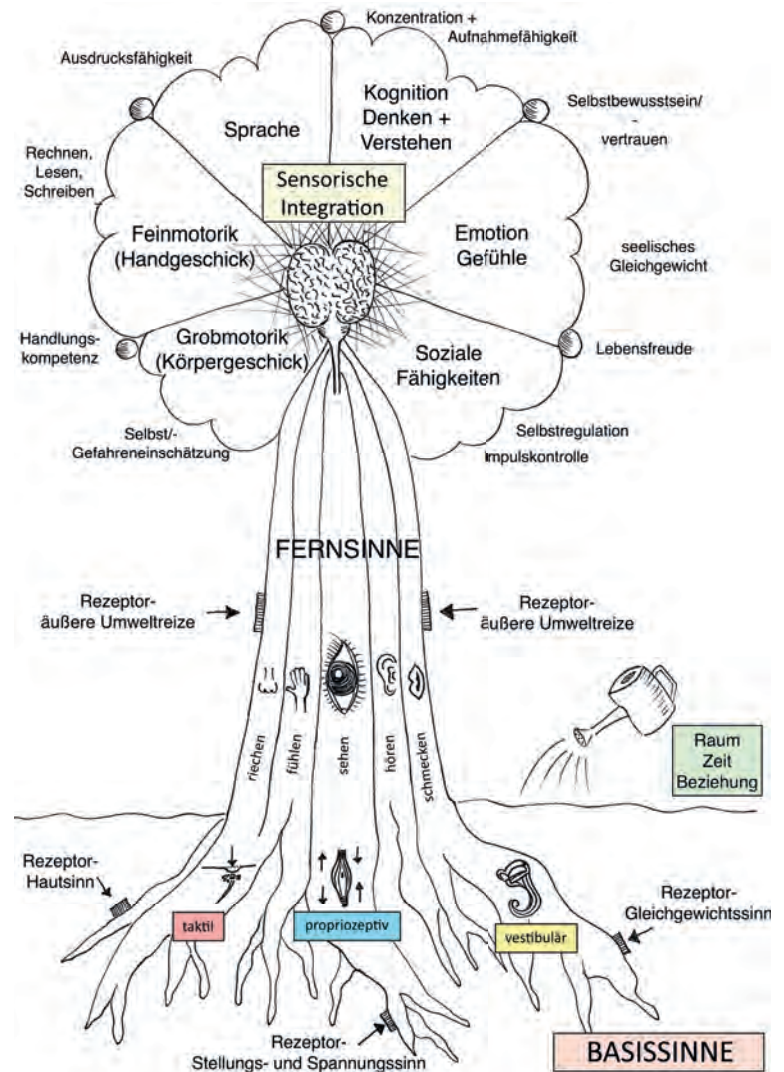 Konzentration +
Aufnahmefähigkeit
Ausdrucksfähigkeit
Kognition
Denken +
Verstehen
Sprache
Selbstbewusstsein/
-
vertrauen
Rechnen,
Lesen,
Schreiben
Sensorische
Integration
Feinmotorik
(Handgeschick)
Emotion
Gefühle
seelisches
Gleichgewicht
Handlungs-
kompetenz
Grobmotorik
(Körpergeschick)
Soziale
Fähigkeiten
Lebensfreude
Selbst/-
Gefahreneinschätzung
Selbstregulation
Impulskontrolle
FERNSINNE
Rezeptor-
äußere Umweltreize
Rezeptor-
äußere Umweltreize
riechen
fühlen
sehen
hören
schmecken
Raum
Zeit
Beziehung
Rezeptor-
Hautsinn
taktil
propriozeptiv
vestibulär
Rezeptor-
Gleichgewichtssinn
Rezeptor-
Stellungs- und Spannungssinn
BASISSINNE